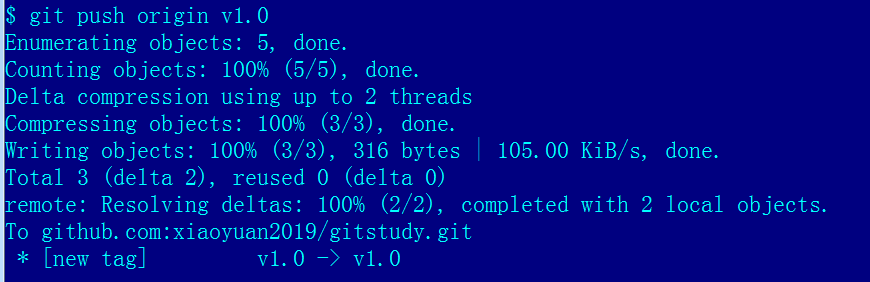 $ git push origin v1.0
Enumerating objects: 5, done.
Counting objects: 100% (5/5), done.
Delta compression using up to 2 threads
Compressing objects: 100% (3/3), done.
Writing objects: 100% (3/3), 316 bytes | 105.00 KiB/s, done.
Total 3 (delta 2), reused 0 (delta 0)
remote: Resolving deltas: 100% (2/2), completed with 2 local objects.
To github.com:xiaoyuan2019/gitstudy.git
 * [new tag]         v1.0 -> v1.0